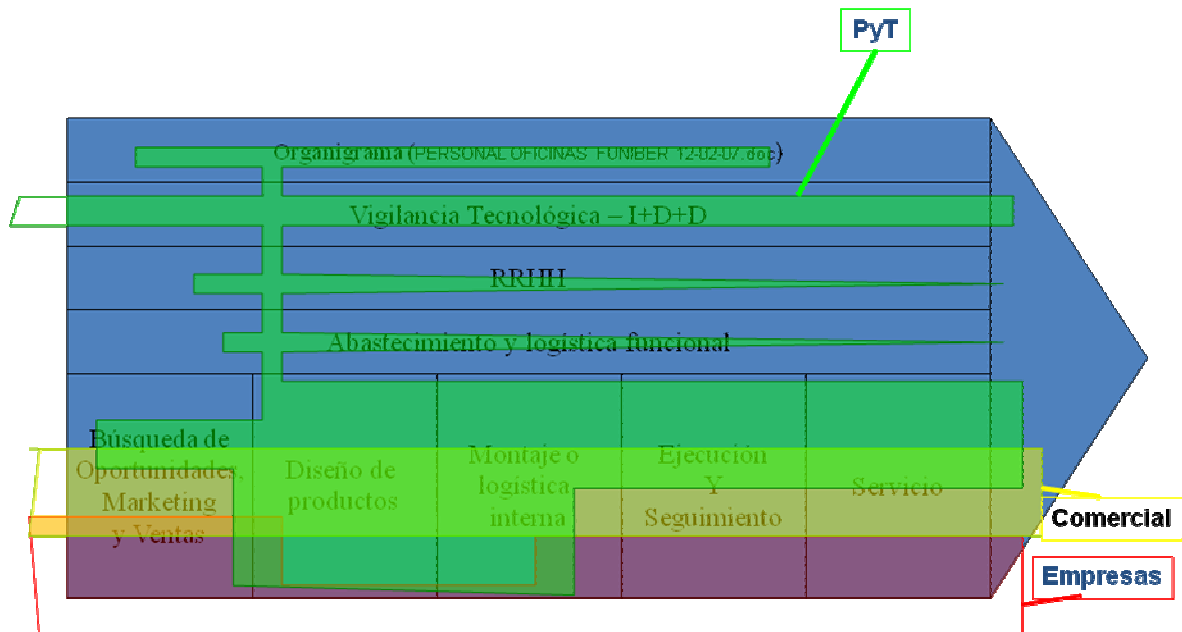 PyT
Organigrama (PERSONAL OFICINAS FUNIBER 12-02-07.doc)
Vigilancia Tecnológica – I+D+D
RRHH
Abastecimiento y logística funcional
Búsqueda de
Oportunidades,
Marketing
y Ventas
Diseño de
productos
Montaje o
logística
interna
Ejecución
Y
Seguimiento
Servicio
Comercial
Empresas